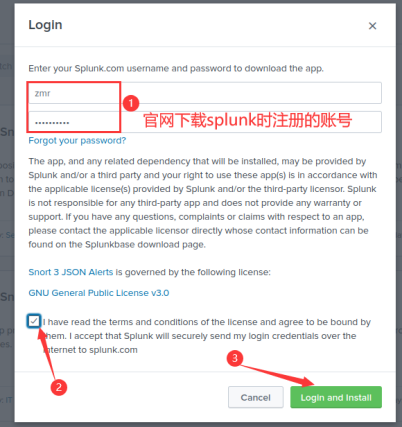 Login
×
Enter your Splunk.com username and password to download the app.
zmr
••••••••••
1
官网下载splunk时注册的账号
Forgot your password?
The app, and any related dependency that will be installed, may be provided by
Splunk and/or a third party and your right to use these app(s) is in accordance with
the applicable license(s) provided by Splunk and/or the third-party licensor. Splunk
is not responsible for any third-party app and does not provide any warranty or
support. If you have any questions, complaints or claims with respect to an app,
please contact the applicable licensor directly whose contact information can be
found on the Splunkbase download page.
Snort 3 JSON Alerts is governed by the following license:
GNU General Public License v3.0
I have read the terms and conditions of the license and agree to be bound by
them. I accept that Splunk will securely send my login credentials over the
Internet to splunk.com
2
3
Cancel
Login and Install